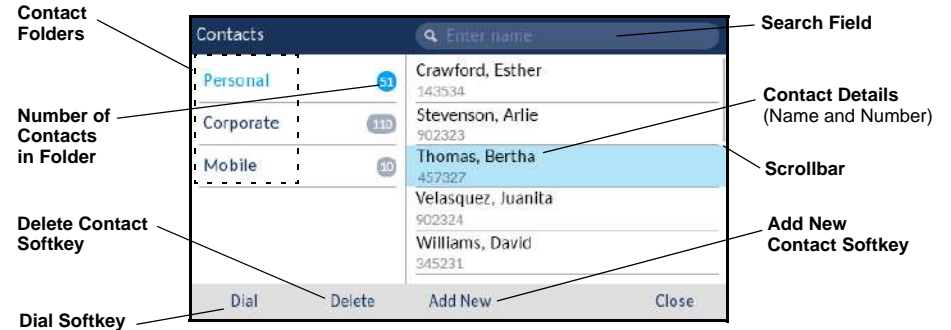 Contact
Folders
Number of
Contacts
in Folder
Delete Contact
Softkey
Dial Softkey
Contacts
Enter name
Personal
51
Corporate
110
Mobile
10
Crawford, Esther
143534
Stevenson, Arlie
902323
Thomas, Bertha
457327
Velasquez, Juanita
902324
Williams, David
345231
Dial
Delete
Add New
Close
Search Field
Contact Details
(Name and Number)
Scrollbar
Add New
Contact Softkey